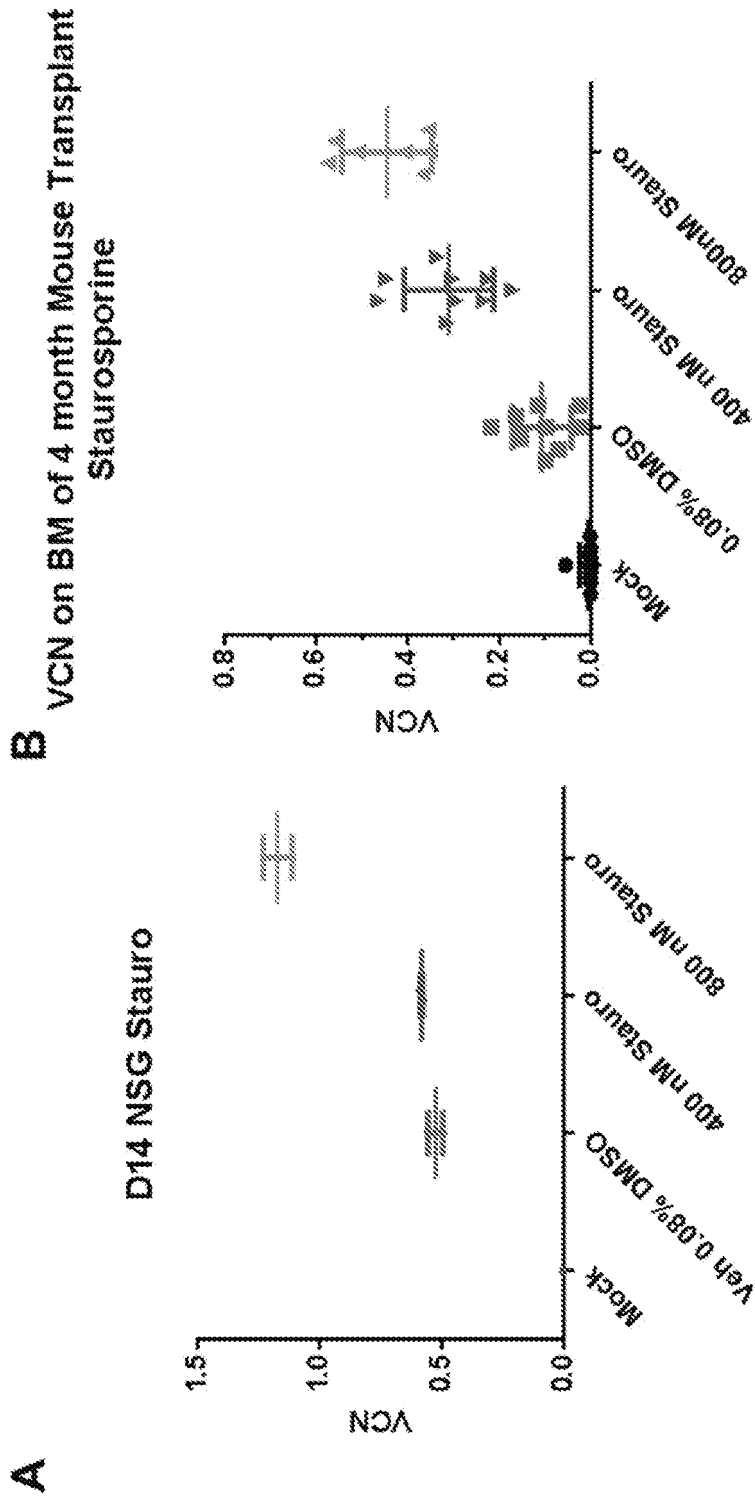 A
D14 NSG Stauro
VCN
1.5
1.0
0.5
0.0
Mock
Veh 0.08% DMSO
400 nM Stauro
800 nM Stauro
B
VCN on BM of 4 month Mouse Transplant
Staurosporine
VCN
0.8
0.6
0.4
0.2
0.0
Mock
0.08% DMSO
400 nM Stauro
800nM Stauro